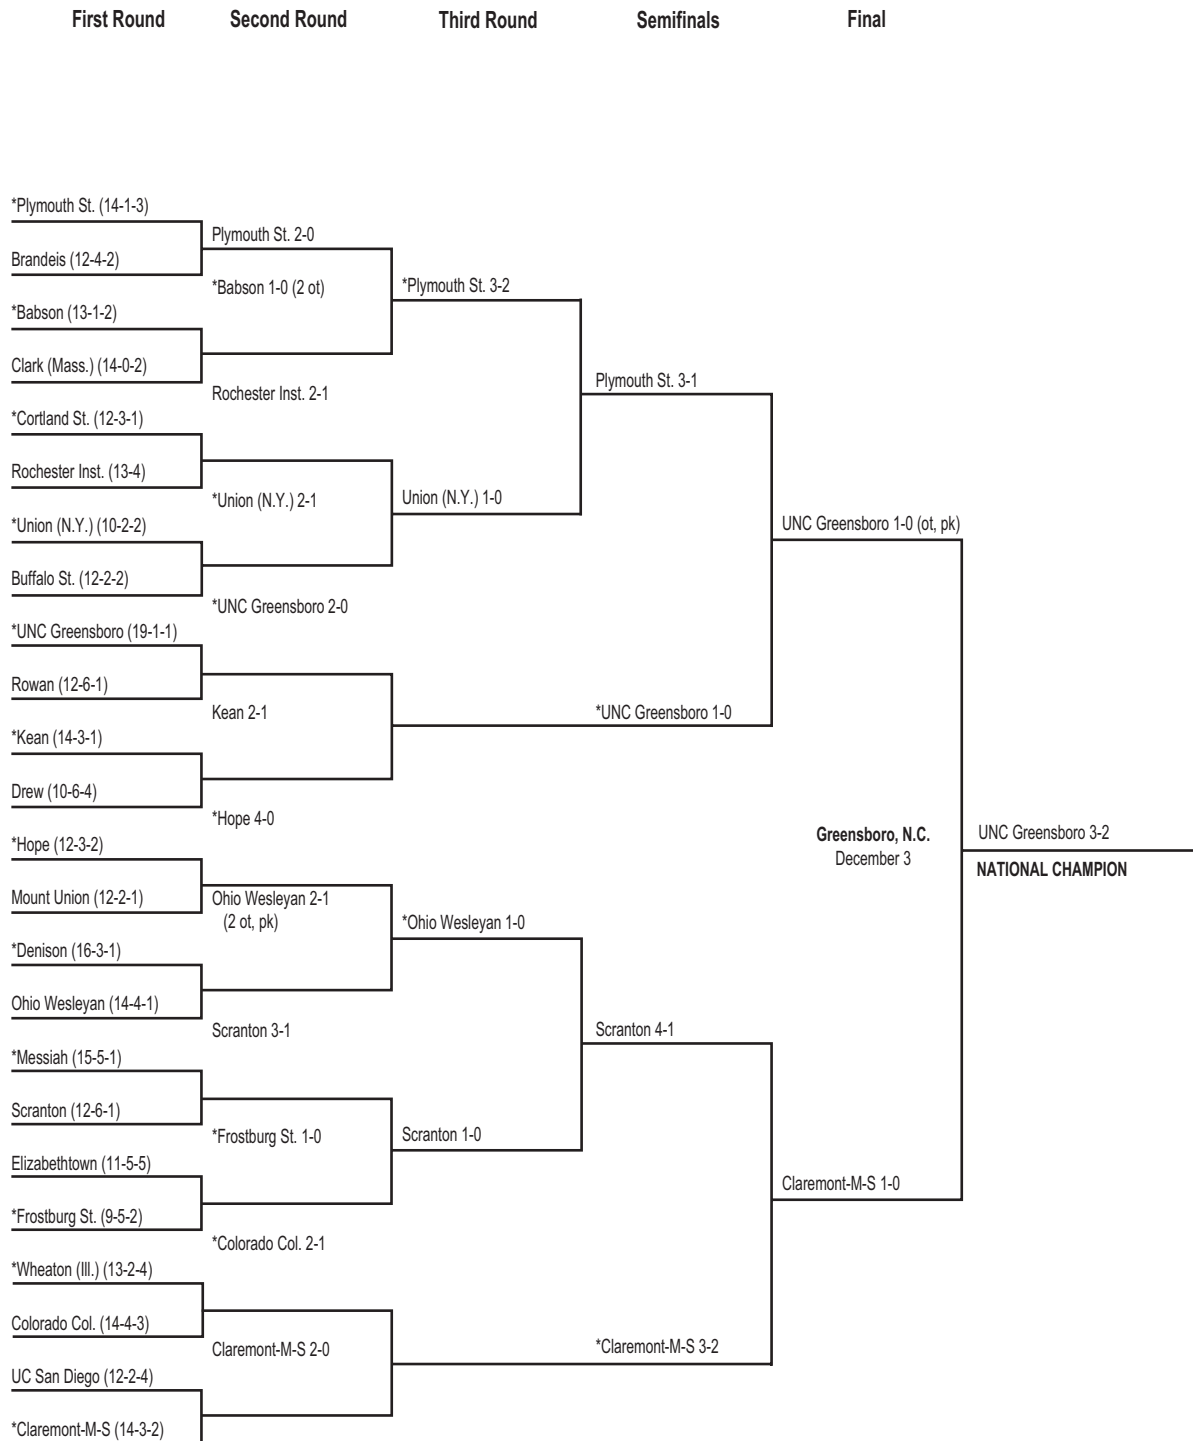 First Round
Second Round
Third Round
Semifinals
Final
*Plymouth St. (14-1-3)
Brandeis (12-4-2)
*Babson (13-1-2)
Clark (Mass.) (14-0-2)
*Cortland St. (12-3-1)
Rochester Inst. (13-4)
*Union (N.Y.) (10-2-2)
Buffalo St. (12-2-2)
*UNC Greensboro (19-1-1)
Rowan (12-6-1)
*Kean (14-3-1)
Drew (10-6-4)
*Hope (12-3-2)
Mount Union (12-2-1)
*Denison (16-3-1)
Ohio Wesleyan (14-4-1)
*Messiah (15-5-1)
Scranton (12-6-1)
Elizabethtown (11-5-5)
*Frostburg St. (9-5-2)
*Wheaton (Ill.) (13-2-4)
Colorado Col. (14-4-3)
UC San Diego (12-2-4)
*Claremont-M-S (14-3-2)
Plymouth St. 2-0
*Babson 1-0 (2 ot)
Rochester Inst. 2-1
*Union (N.Y.) 2-1
*UNC Greensboro 2-0
Kean 2-1
*Hope 4-0
Ohio Wesleyan 2-1
(2 ot, pk)
Scranton 3-1
*Frostburg St. 1-0
*Colorado Col. 2-1
Claremont-M-S 2-0
*Plymouth St. 3-2
Union (N.Y.) 1-0
*Ohio Wesleyan 1-0
Scranton 1-0
Plymouth St. 3-1
*UNC Greensboro 1-0
Scranton 4-1
*Claremont-M-S 3-2
UNC Greensboro 1-0 (ot, pk)
Claremont-M-S 1-0
Greensboro, N.C.
December 3
UNC Greensboro 3-2
NATIONAL CHAMPION